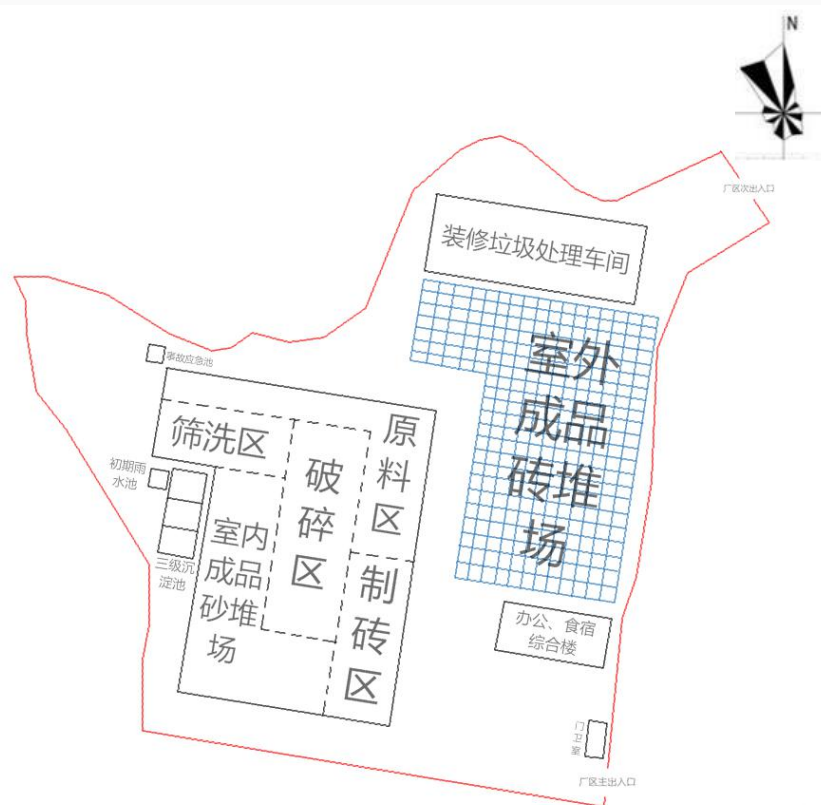 N
厂区次出入口
装修垃圾处理车间
室外
成品
砖堆
场
事故应急池
筛洗区
原
料
区
破
碎
区
初期雨
水池
三级沉
淀池
室内
成品
砂堆
场
制
砖
区
办公、食宿
综合楼
门
卫
室
厂区主出入口